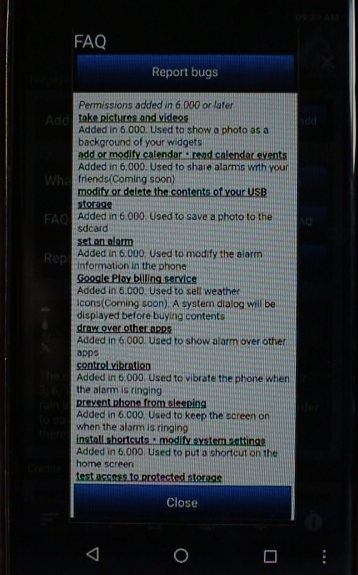 09:39 AM
FAQ
Report bugs
Permissions added in 6.000 or later
take pictures and videos
Added in 6.000. Used to show a photo as a
background of your widgets
add or modify calendar • read calendar events
Added in 6.000. Used to share alarms with your
friends(Coming soon)
modify or delete the contents of your USB
storage
Added in 6.000. Used to save a photo to the
sdcard
set an alarm
Added in 6.000. Used to modify the alarm
information in the phone
Google Play billing service
Added in 6.000. Used to sell weather
icons(Coming soon). A system dialog will be
displayed before buying contents
draw over other apps
Added in 6.000. Used to show alarm over other
apps
control vibration
Added in 6.000. Used to vibrate the phone when
the alarm is ringing
prevent phone from sleeping
Added in 6.000. Used to keep the screen on
when the alarm is ringing
install shortcuts • modify system settings
Added in 6.000. Used to put a shortcut on the
home screen
test access to protected storage
Close
Add
Wha
FAQ
Repo